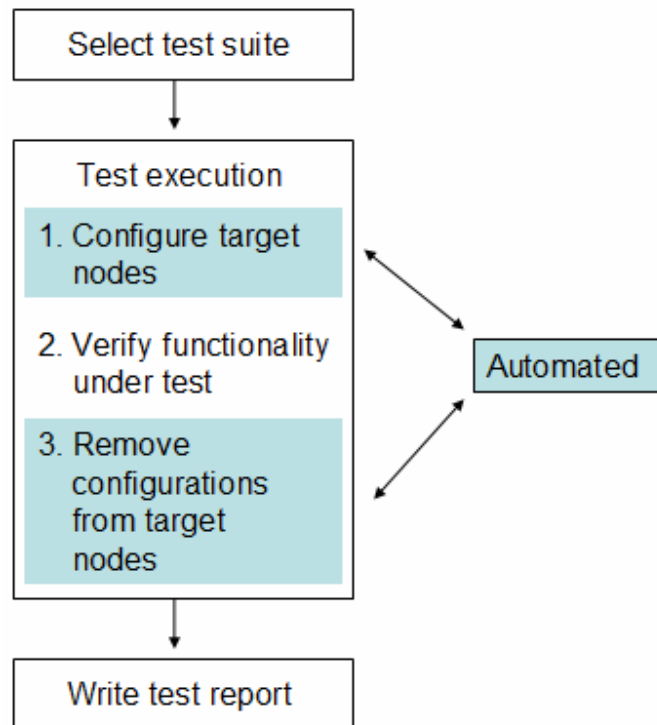 Select test suite
Test execution
1. Configure target
nodes
2. Verify functionality
under test
3. Remove
configurations
from target
nodes
Automated
Write test report